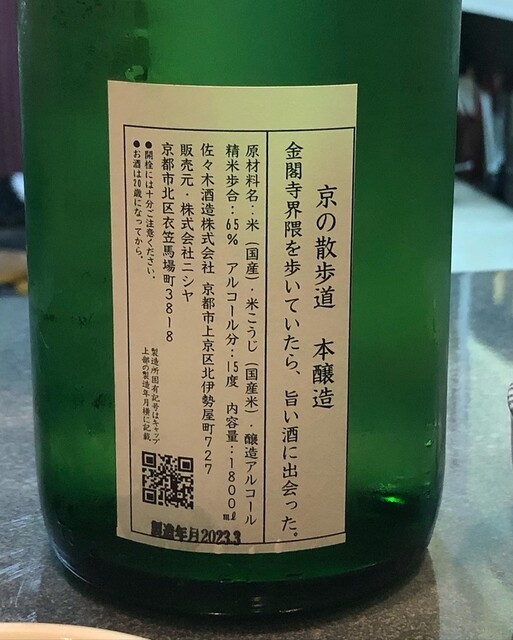 京の散歩道　本醸造
金閣寺界隈を歩いていたら、旨い酒に出会った。
原材料名：米（国産）・米こうじ（国産米）・醸造アルコール
精米歩合：65％　アルコール分：15度　内容量：1800㎖
佐々木酒造株式会社 京都市上京区北伊勢屋町727
販売元・株式会社ニシヤ
京都市北区衣笠馬場町38-8
●開栓には十分ご注意ください。
●お酒は20歳になってから。
製造所固有記号はキャップ
上部の製造年月横に記載
製造年月2023.3